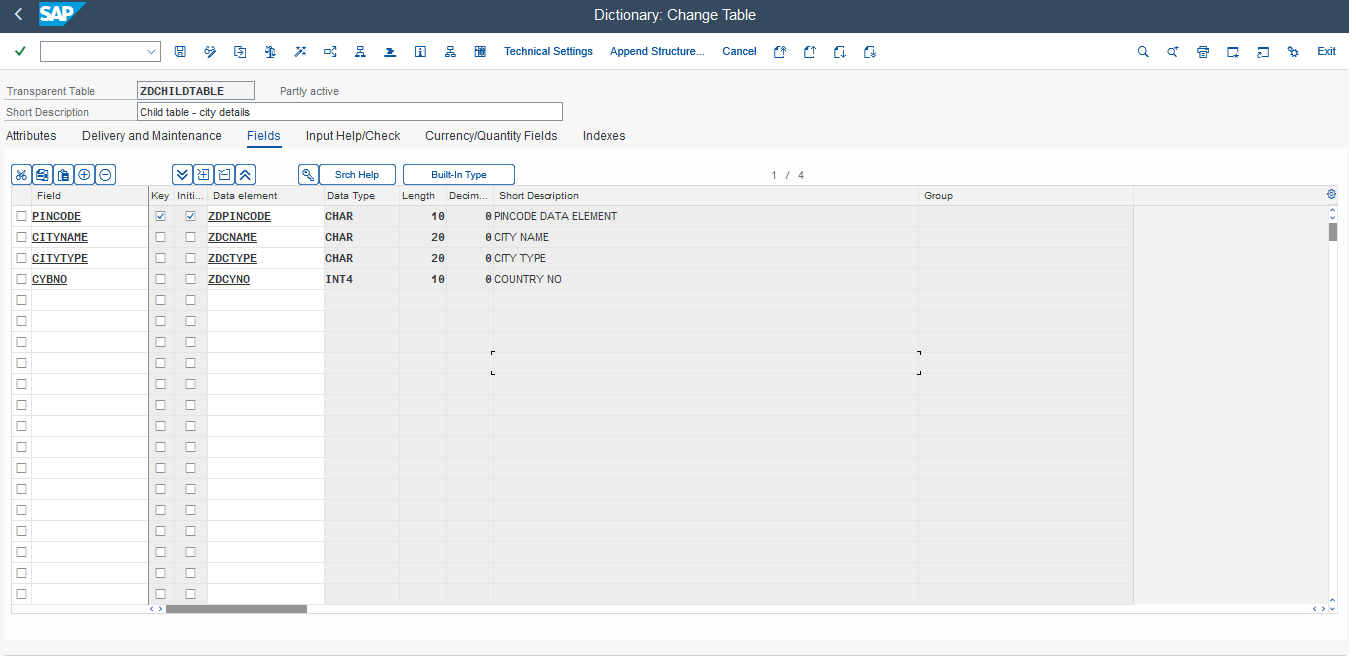 SAP Dictionary: Change Table
Technical Settings Append Structure... Cancel Exit
Transparent Table ZDCHILDTABLE Partly active
Short Description Child table - city details
Attributes Delivery and Maintenance Fields Input Help/Check Currency/Quantity Fields Indexes
Srch Help Built-In Type 1 / 4
Field Key Initi... Data element Data Type Length Decim... Short Description Group
PINCODE ZDPINCODE CHAR 10 0 PINCODE DATA ELEMENT
CITYNAME ZDCNAME CHAR 20 0 CITY NAME
CITYTYPE ZDCTYPE CHAR 20 0 CITY TYPE
CYBNO ZDCYNO INT4 10 0 COUNTRY NO